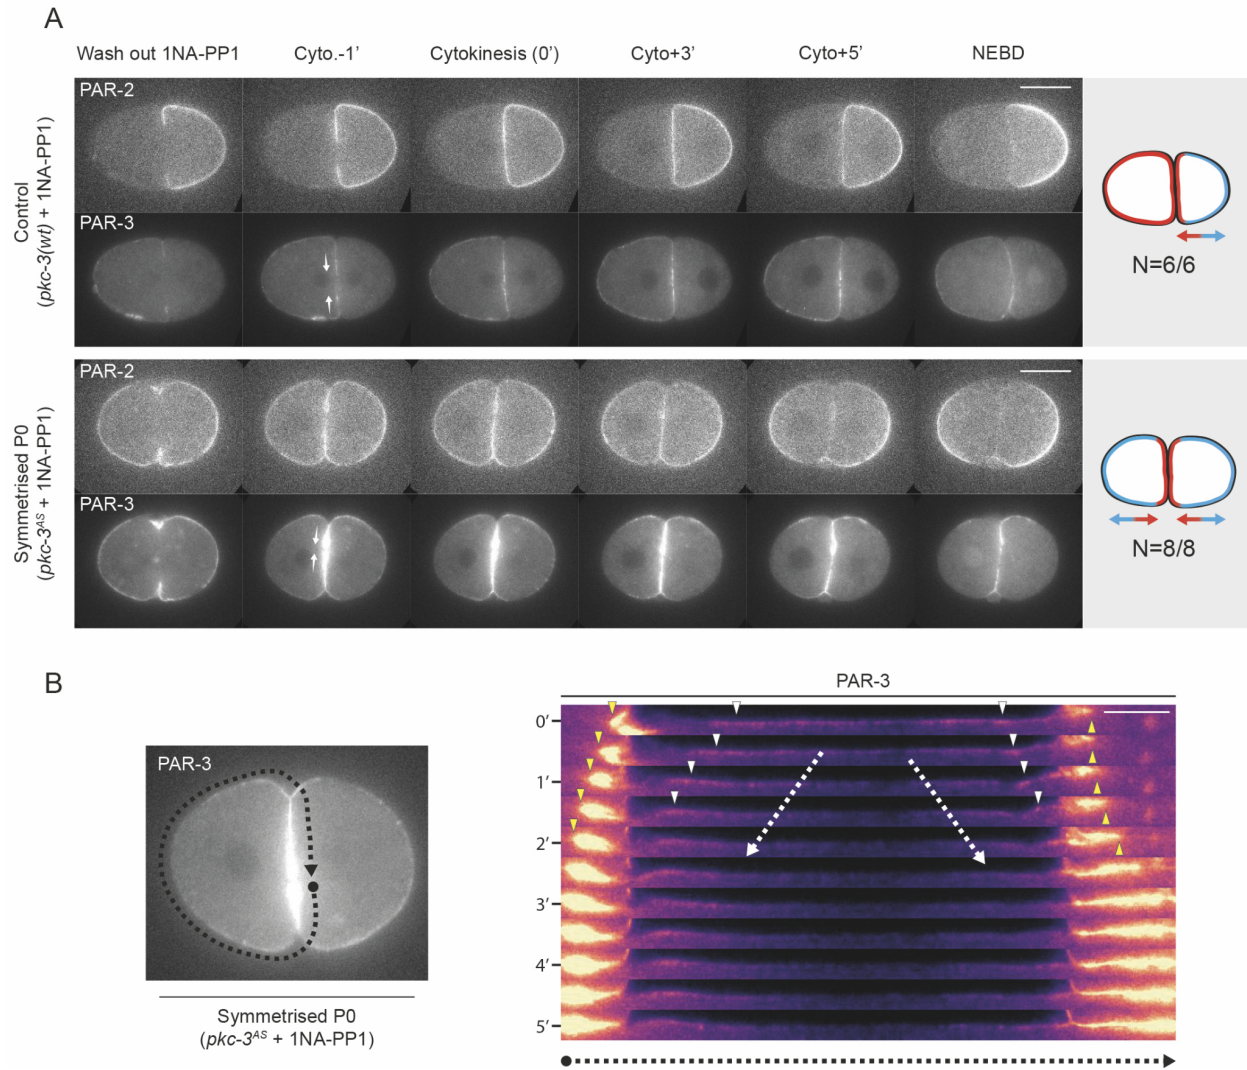 A
Wash out 1NA-PP1
Cyto.-1'
Cytokinesis (0')
Cyto+3'
Cyto+5'
NEBD
Control
(pkc-3(wt) + 1NA-PP1)
PAR-2
PAR-3
N=6/6
Symmetrised P0
(pkc-3AS + 1NA-PP1)
PAR-2
PAR-3
N=8/8
B
PAR-3
Symmetrised P0
(pkc-3AS + 1NA-PP1)
PAR-3
0'
1'
2'
3'
4'
5'